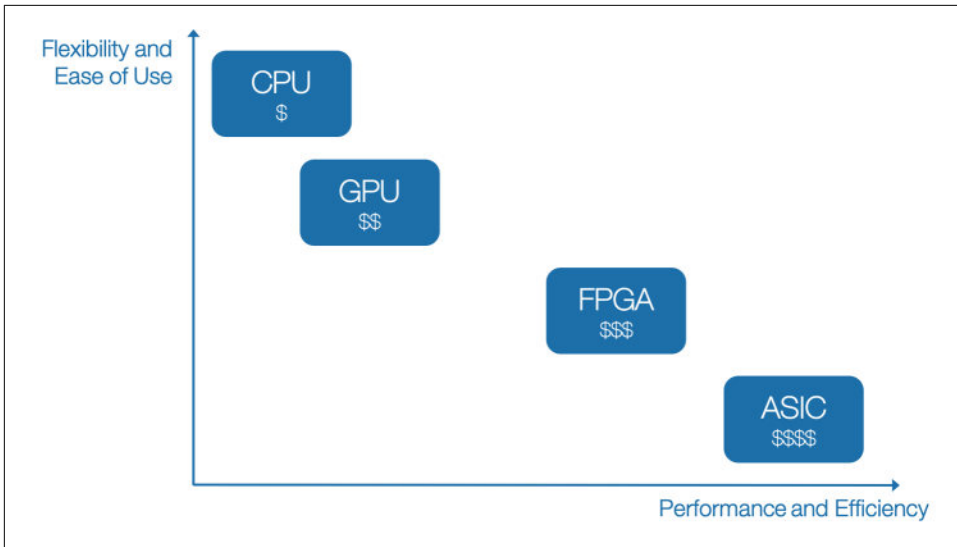 Flexibility and
Ease of Use
CPU
$
GPU
$$
FPGA
$$$
ASIC
$$$$
Performance and Efficiency